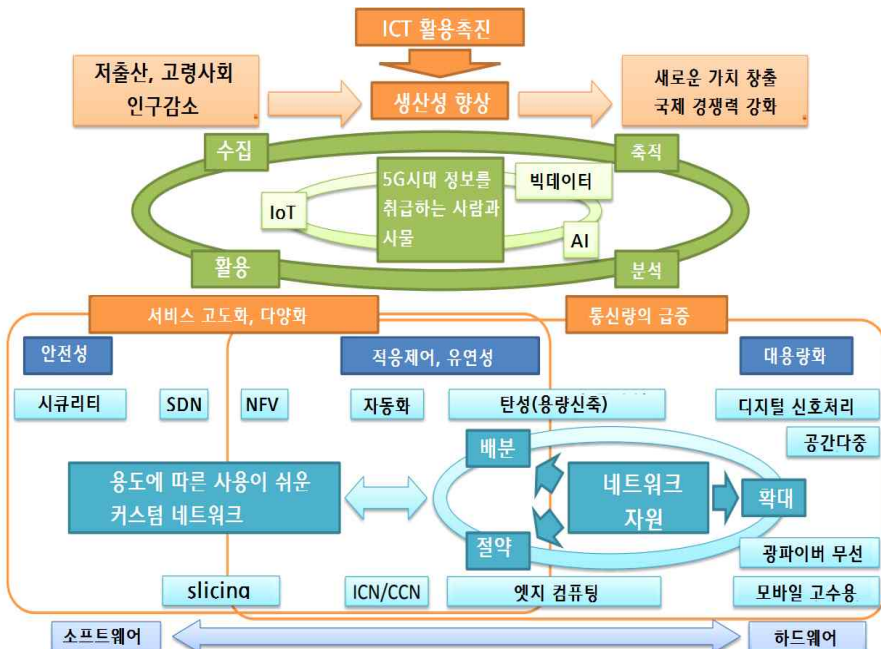 ICT 활용촉진
저출산, 고령사회
인구감소
생산성 향상
새로운 가치 창출
국제 경쟁력 강화
수집
축적
5G시대 정보를
취급하는 사람과
사물
빅데이터
IoT
AI
활용
분석
서비스 고도화, 다양화
통신량의 급증
안전성
적응제어, 유연성
대용량화
시큐리티
SDN
NFV
자동화
탄성(용량신축)
디지털 신호처리
공간다중
배분
용도에 따른 사용이 쉬운
커스텀 네트워크
네트워크
자원
확대
절약
광파이버 무선
slicing
ICN/CCN
엣지 컴퓨팅
모바일 고수용
소프트웨어
하드웨어